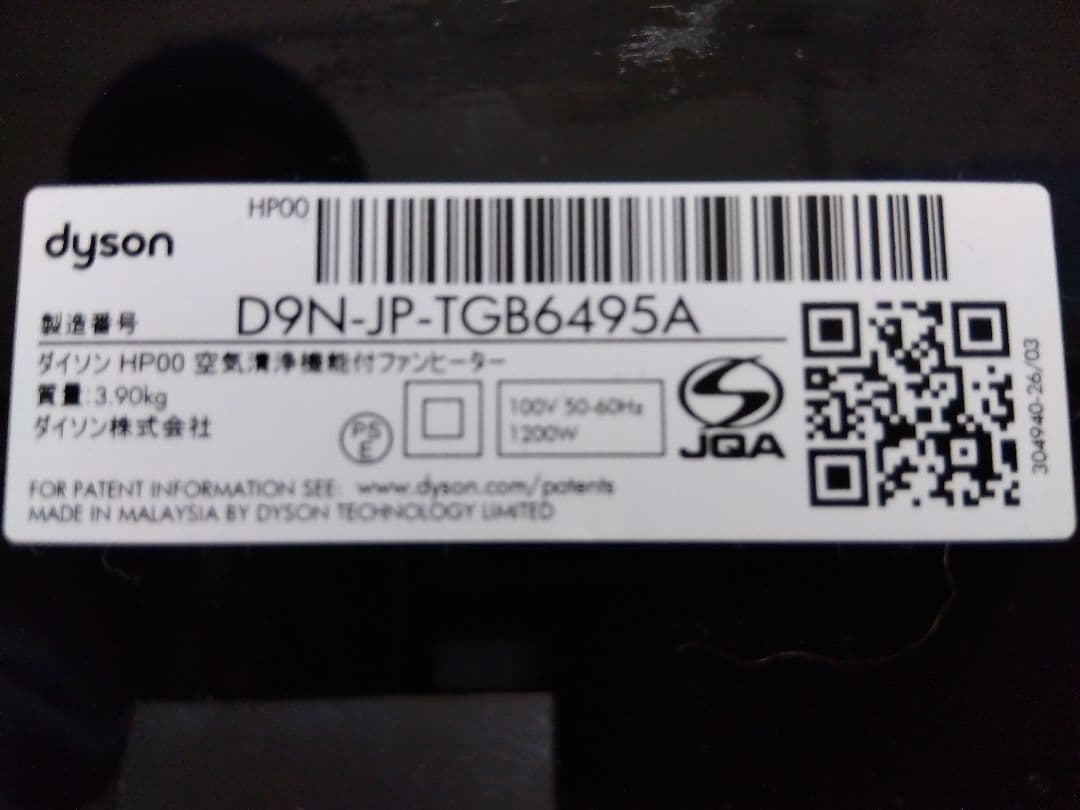 HP00
dyson
製造番号 D9N-JP-TGB6495A
ダイソン HP00 空気清浄機能付ファンヒーター
質量:3.90kg
ダイソン株式会社
PSE
100V 50-60Hz
1200W
JQA
304940-26/03
FOR PATENT INFORMATION SEE: www.dyson.com/patents
MADE IN MALAYSIA BY DYSON TECHNOLOGY LIMITED